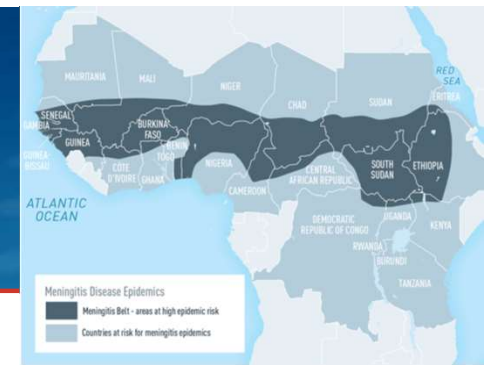 MAURITANIA
MALI
NIGER
CHAD
SUDAN
RED
SEA
ERITREA
SENEGAL
GAMBIA
GUINEA-
BISSAU
GUINEA
BURKINA
FASO
BENIN
TOGO
CÔTE
D'IVOIRE
GHANA
NIGERIA
CAMEROON
CENTRAL
AFRICAN REPUBLIC
SOUTH
SUDAN
ETHIOPIA
ATLANTIC
OCEAN
DEMOCRATIC
REPUBLIC OF CONGO
UGANDA
KENYA
RWANDA
BURUNDI
TANZANIA
Meningitis Disease Epidemics
Meningitis Belt - areas at high epidemic risk
Countries at risk for meningitis epidemics